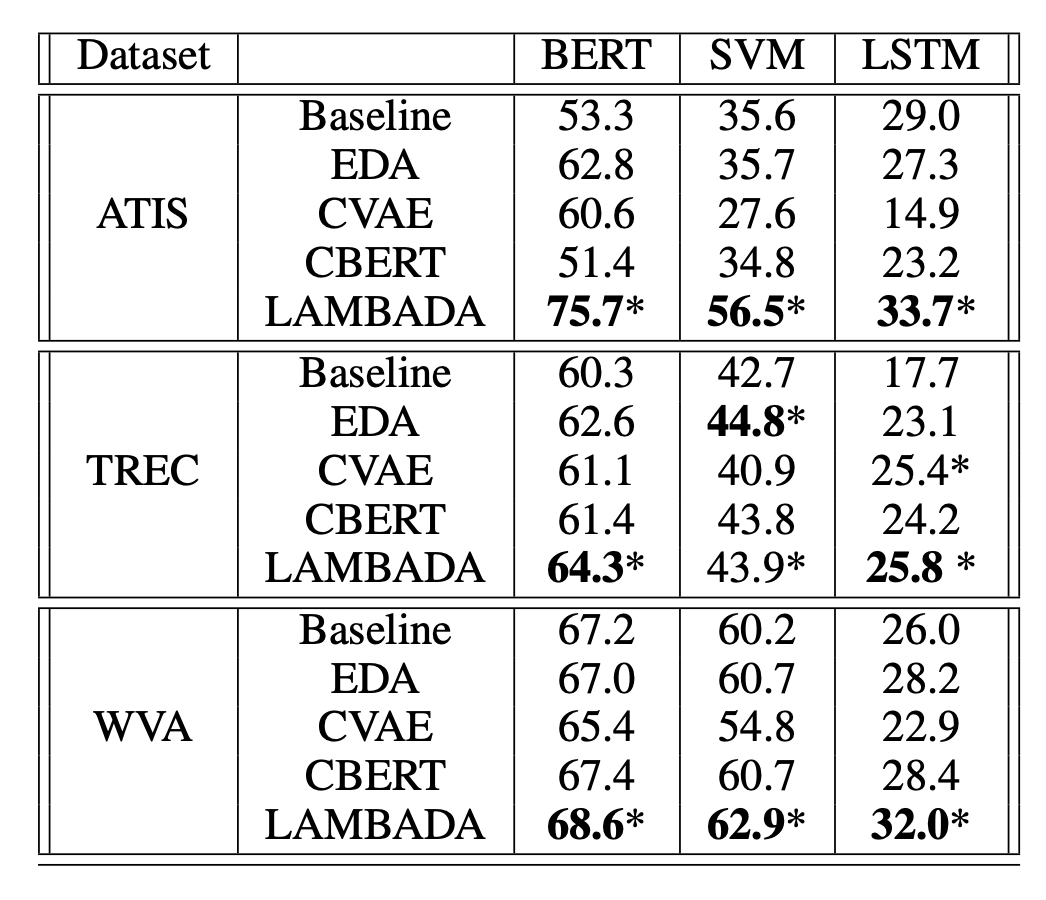 Dataset BERT SVM LSTM
Baseline 53.3 35.6 29.0
EDA 62.8 35.7 27.3
ATIS CVAE 60.6 27.6 14.9
CBERT 51.4 34.8 23.2
LAMBADA 75.7* 56.5* 33.7*
Baseline 60.3 42.7 17.7
EDA 62.6 44.8* 23.1
TREC CVAE 61.1 40.9 25.4*
CBERT 61.4 43.8 24.2
LAMBADA 64.3* 43.9* 25.8 *
Baseline 67.2 60.2 26.0
EDA 67.0 60.7 28.2
WVA CVAE 65.4 54.8 22.9
CBERT 67.4 60.7 28.4
LAMBADA 68.6* 62.9* 32.0*